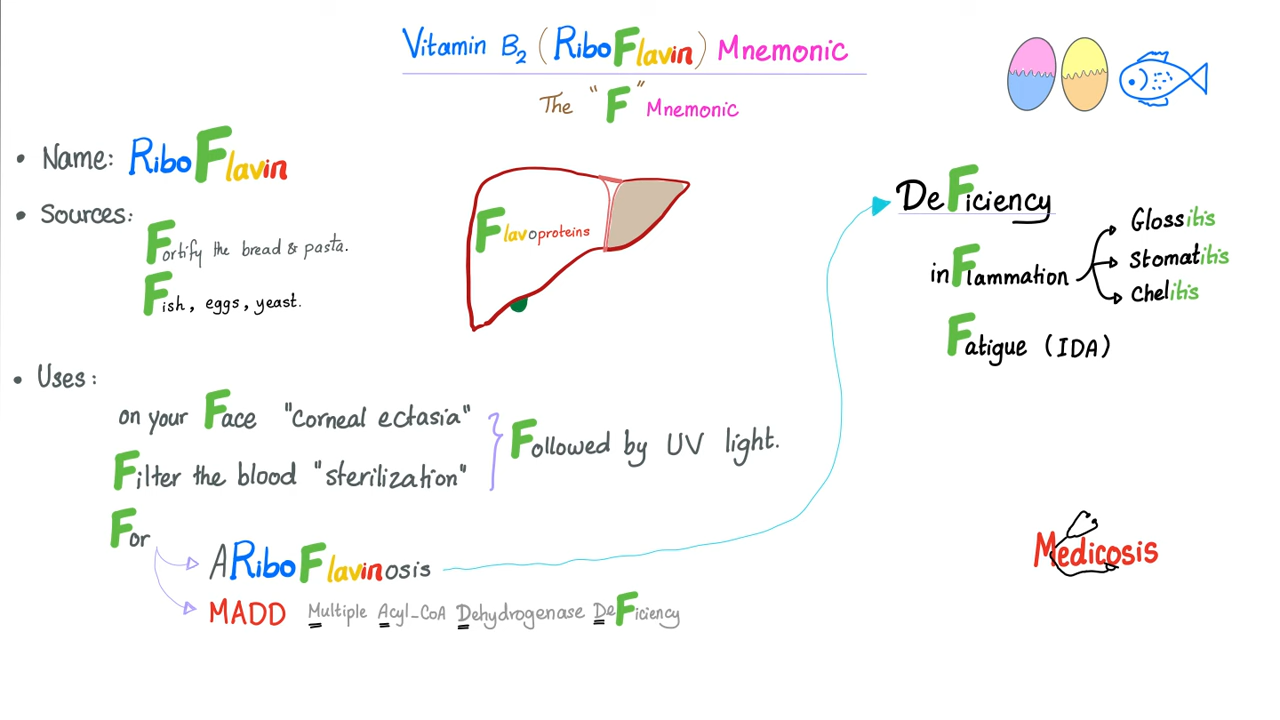 Vitamin B2 (RiboFlavin) Mnemonic
The "F" Mnemonic
• Name: RiboFlavin
• Sources:
Fortify the bread & pasta.
Fish, eggs, yeast.
Flavoproteins
• Uses:
on your Face "Corneal ectasia"
Filter the blood "sterilization"
Followed by UV light.
For
ARiboFlavinosis
MADD Multiple Acyl-CoA Dehydrogenase DeFiciency
DeFiciency
inFlammation
Glossitis
Stomatitis
Chelitis
Fatigue (IDA)
Medicosis